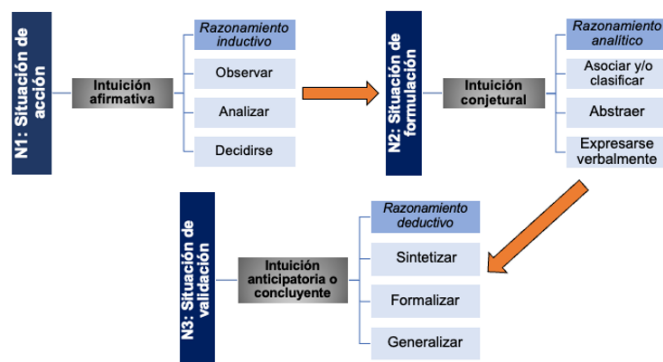 N1: Situación de
acción
Intuición
afirmativa
Razonamiento
inductivo
Observar
Analizar
Decidirse
N2: Situación de
formulación
Intuición
conjetural
Razonamiento
analítico
Asociar y/o
clasificar
Abstraer
Expresarse
verbalmente
N3: Situación de
validación
Intuición
anticipatoria o
concluyente
Razonamiento
deductivo
Sintetizar
Formalizar
Generalizar